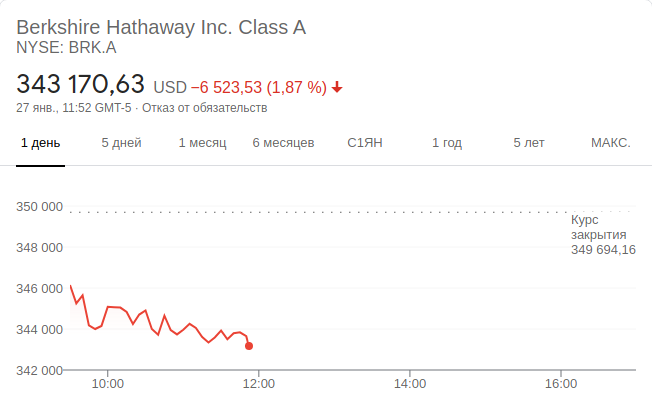 Berkshire Hathaway Inc. Class A
NYSE: BRK.A
343 170,63 USD −6 523,53 (1,87 %)
27 янв., 11:52 GMT-5 · Отказ от обязательств
1 день 5 дней 1 месяц 6 месяцев С1ЯН 1 год 5 лет МАКС.
350 000
Курс
закрытия
348 000
349 694,16
346 000
344 000
342 000
10:00 12:00 14:00 16:00